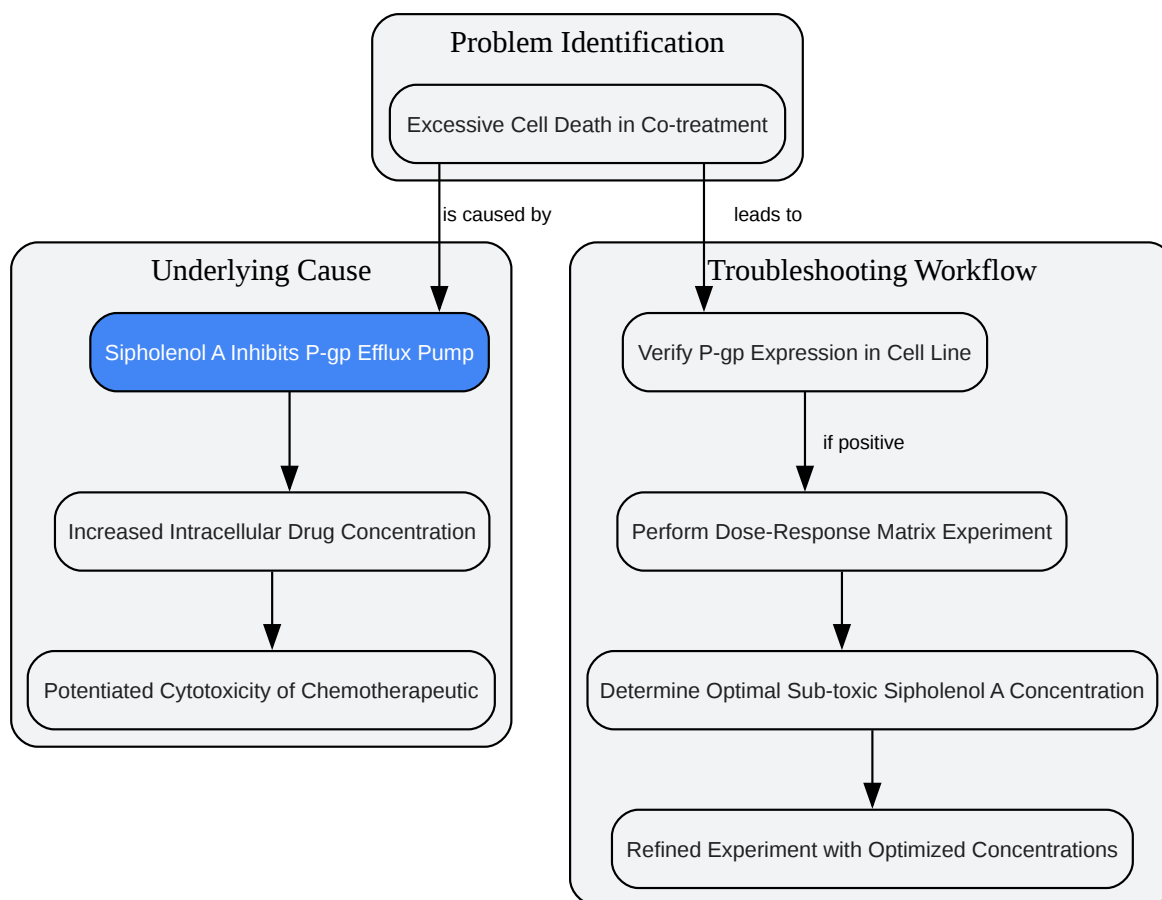 Problem Identification
Excessive Cell Death in Co-treatment
is caused by
leads to
Underlying Cause
Sipholenol A Inhibits P-gp Efflux Pump
Increased Intracellular Drug Concentration
Potentiated Cytotoxicity of Chemotherapeutic
Troubleshooting Workflow
Verify P-gp Expression in Cell Line
if positive
Perform Dose-Response Matrix Experiment
Determine Optimal Sub-toxic Sipholenol A Concentration
Refined Experiment with Optimized Concentrations